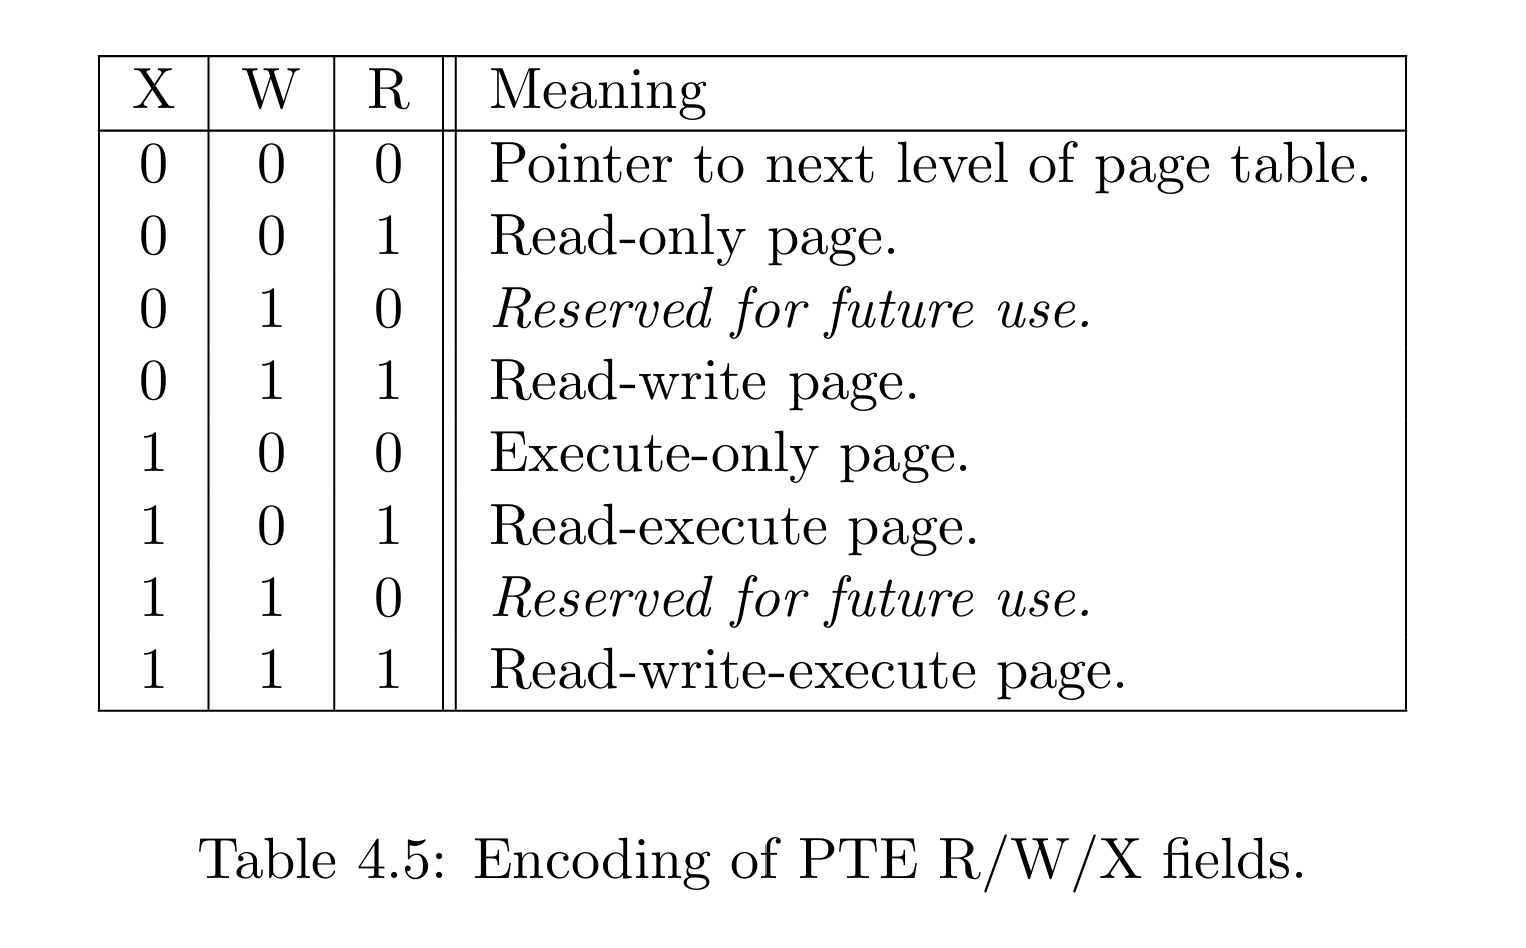 X W R Meaning
0 0 0 Pointer to next level of page table.
0 0 1 Read-only page.
0 1 0 Reserved for future use.
0 1 1 Read-write page.
1 0 0 Execute-only page.
1 0 1 Read-execute page.
1 1 0 Reserved for future use.
1 1 1 Read-write-execute page.
Table 4.5: Encoding of PTE R/W/X fields.